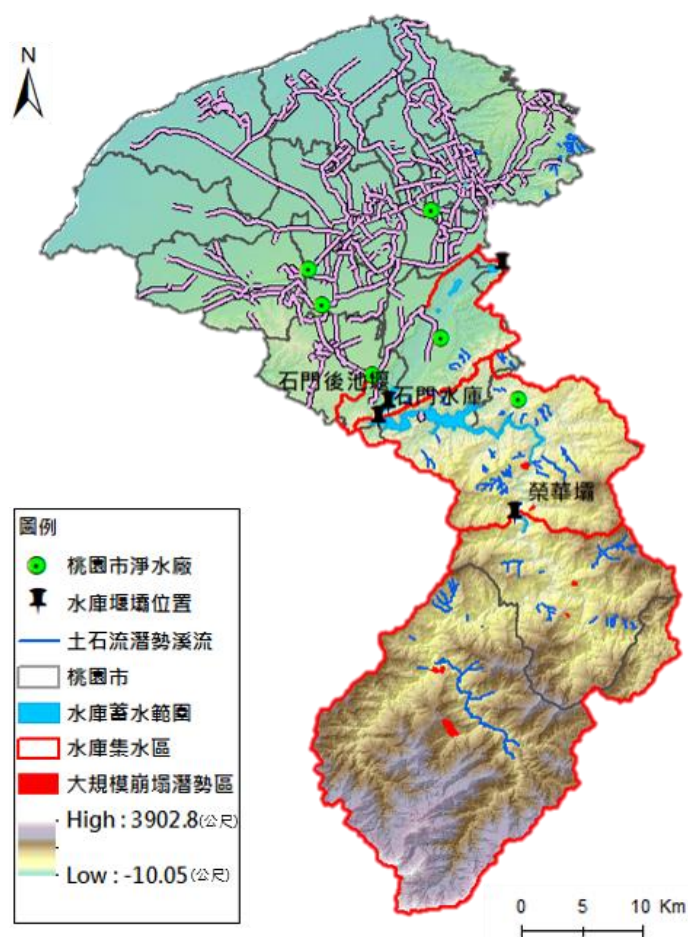 N
石門後池堰
石門水庫
榮華壩
圖例
桃園市淨水廠
水庫堰壩位置
土石流潛勢溪流
桃園市
水庫蓄水範圍
水庫集水區
大規模崩塌潛勢區
High : 3902.8(公尺)
Low : -10.05(公尺)
0 5 10 Km